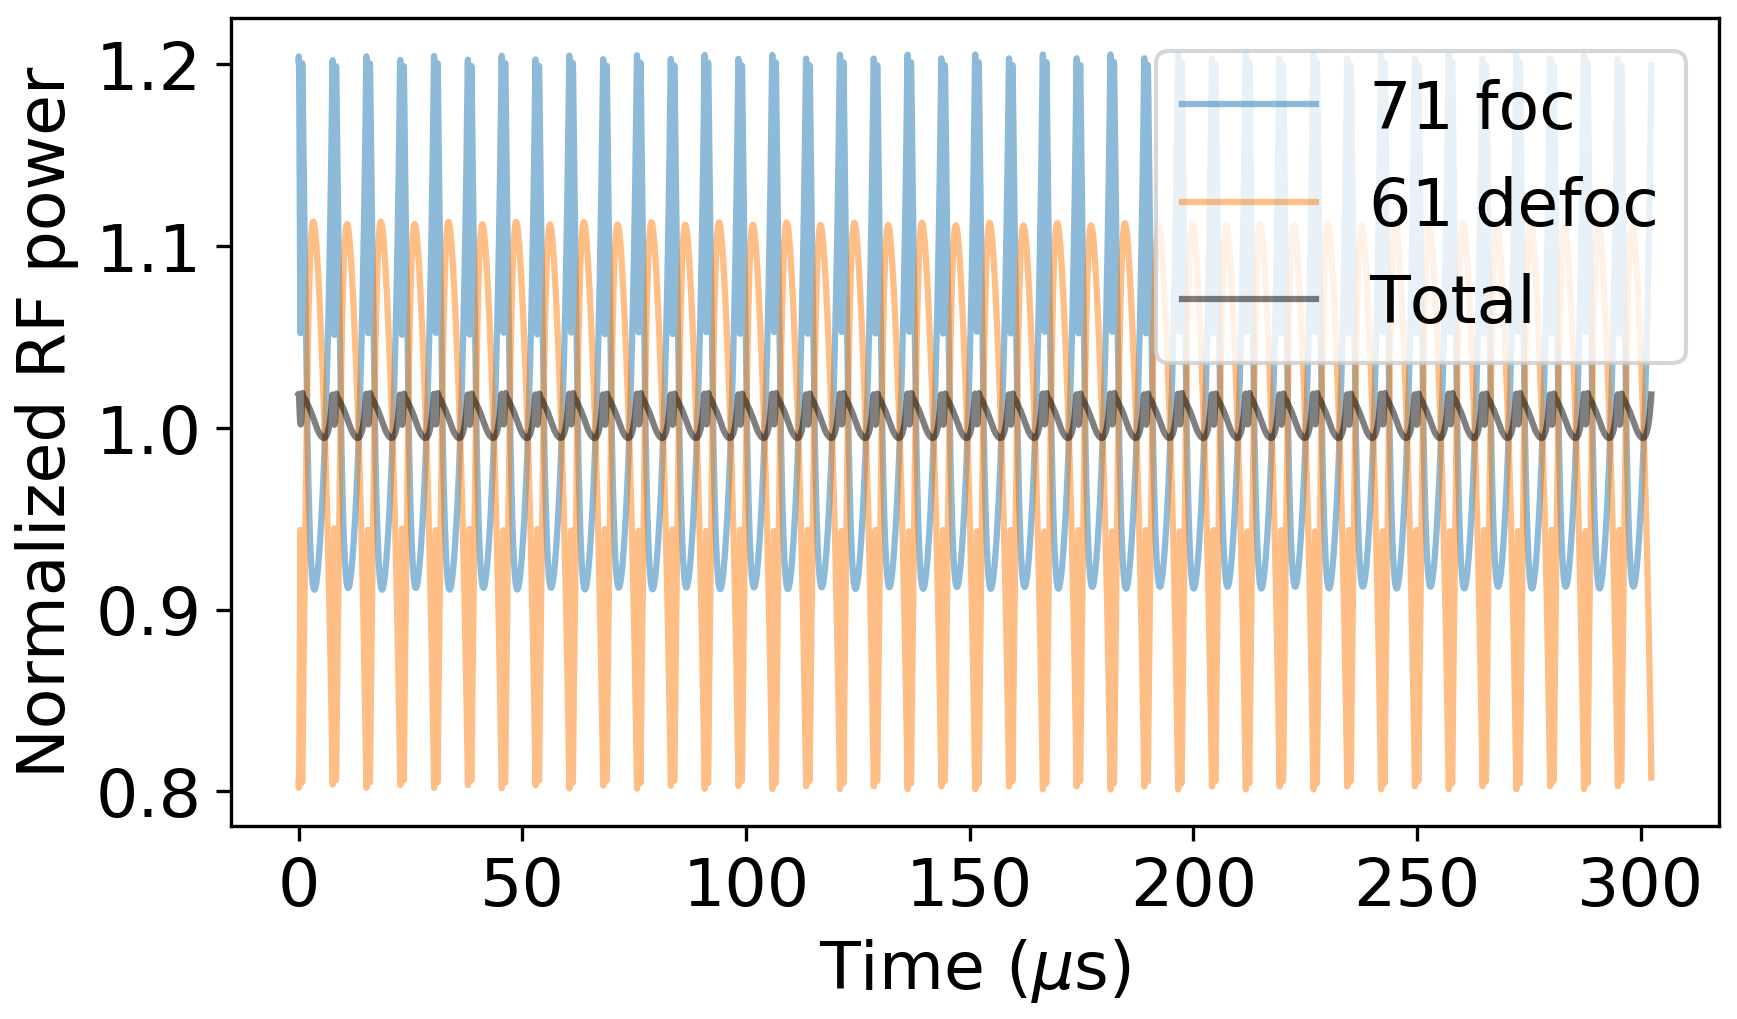 Normalized RF power
1.2
1.1
1.0
0.9
0.8
71 foc
61 defoc
Total
0 50 100 150 200 250 300
Time (μs)